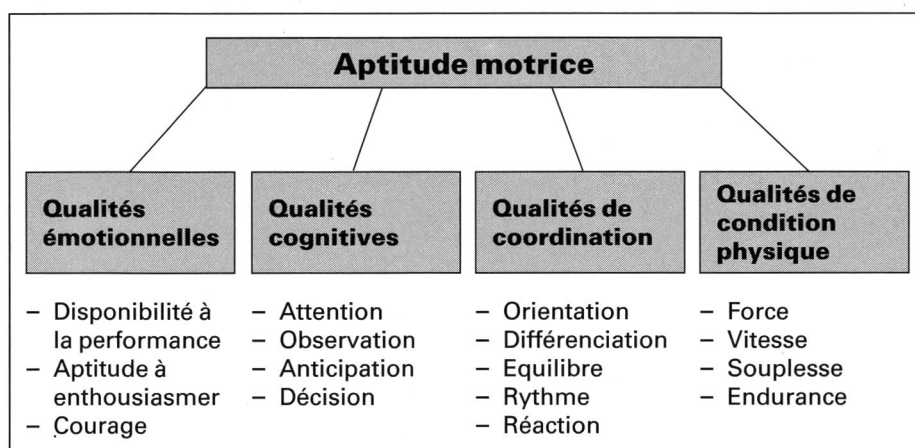 Aptitude motrice
Qualités
émotionnelles
– Disponibilité à
la performance
– Aptitude à
enthousiasmer
– Courage
Qualités
cognitives
– Attention
– Observation
– Anticipation
– Décision
Qualités de
coordination
– Orientation
– Différenciation
– Equilibre
– Rythme
– Réaction
Qualités de
condition
physique
– Force
– Vitesse
– Souplesse
– Endurance